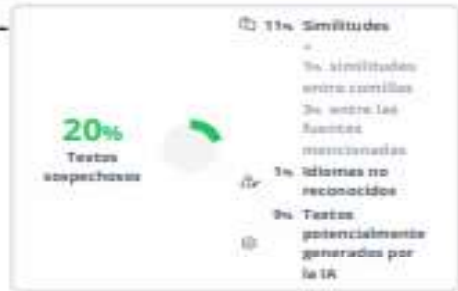 20%
Textos
sospechosos
11% Similitudes
similitudes
entre comillas
3% entre las
fuentes
mencionadas
1% Idiomas no
reconocidos
9% Textos
potencialmente
generados por
la IA